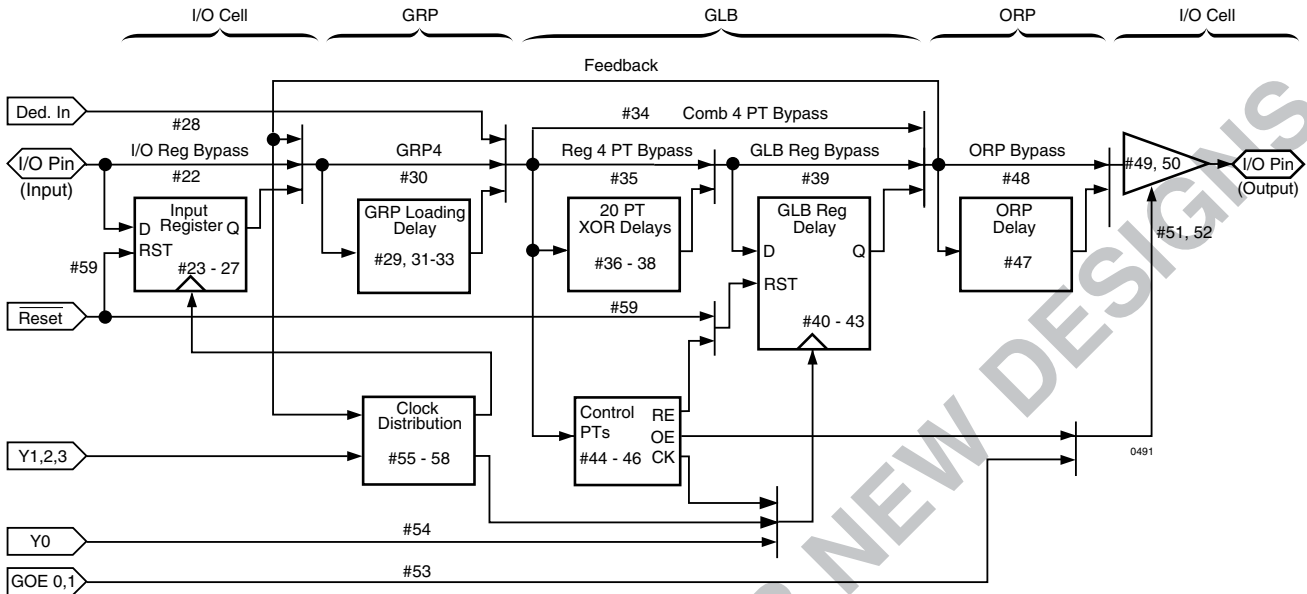 I/O Cell GRP GLB ORP I/O Cell
Feedback
Ded. In
#28
#34 Comb 4 PT Bypass
I/O Pin
(Input)
I/O Reg Bypass
#22
GRP4
#30
Reg 4 PT Bypass
#35
GLB Reg Bypass
#39
ORP Bypass
#48
#49, 50
I/O Pin
(Output)
Input
Register
D Q
RST
#23 - 27
GRP Loading
Delay
#29, 31-33
20 PT
XOR Delays
#36 - 38
GLB Reg
Delay
D Q
RST
#40 - 43
ORP
Delay
#47
#51, 52
#59
Reset
#59
Clock
Distribution
#55 - 58
Control
PTs
#44 - 46
RE
OE
CK
0491
Y1,2,3
Y0
#54
GOE 0,1
#53
NEW DESIGNS